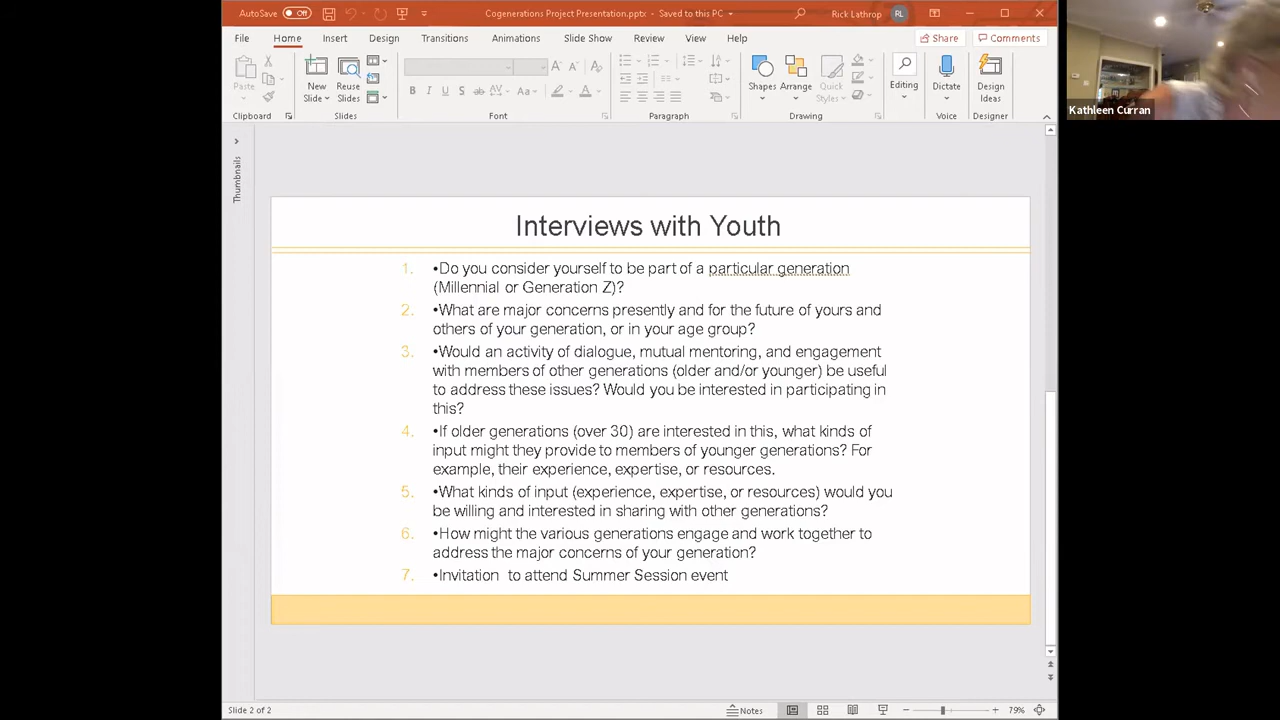 AutoSave Off Cogenerations Project Presentation.pptx - Saved to this PC Rick Lathrop RL
File Home Insert Design Transitions Animations Slide Show Review View Help Share Comments
Paste New Slide Reuse Slides B I U S ab AV Aa A A A A Shapes Arrange Quick Styles Editing Dictate Design Ideas
Clipboard Slides Font Paragraph Drawing Voice Designer
Kathleen Curran
Thumbnails
Interviews with Youth
1. •Do you consider yourself to be part of a particular generation
(Millennial or Generation Z)?
2. •What are major concerns presently and for the future of yours and
others of your generation, or in your age group?
3. •Would an activity of dialogue, mutual mentoring, and engagement
with members of other generations (older and/or younger) be useful
to address these issues? Would you be interested in participating in
this?
4. •If older generations (over 30) are interested in this, what kinds of
input might they provide to members of younger generations? For
example, their experience, expertise, or resources.
5. •What kinds of input (experience, expertise, or resources) would you
be willing and interested in sharing with other generations?
6. •How might the various generations engage and work together to
address the major concerns of your generation?
7. •Invitation  to attend Summer Session event
Slide 2 of 2 Notes 79%